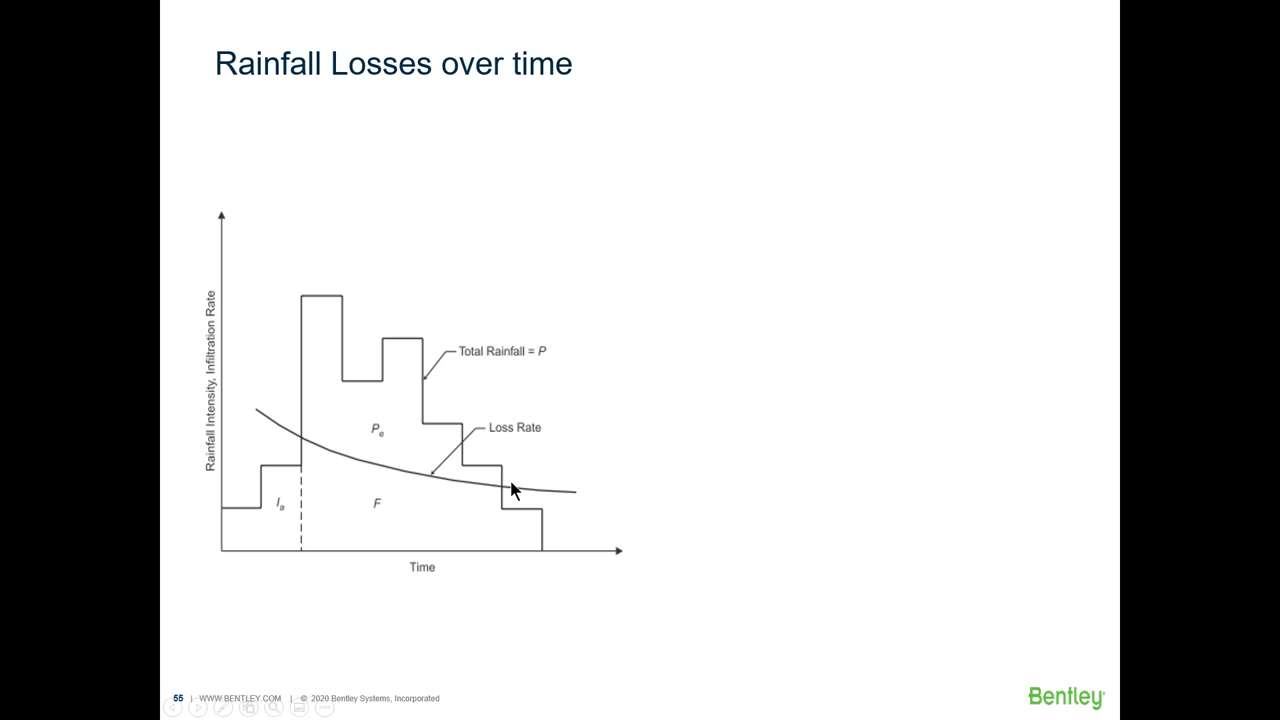 Rainfall Losses over time
Rainfall Intensity, Infiltration Rate
Total Rainfall = P
Pe
Loss Rate
Ia
F
Time
55 | WWW.BENTLEY.COM | © 2020 Bentley Systems, Incorporated
Bentley